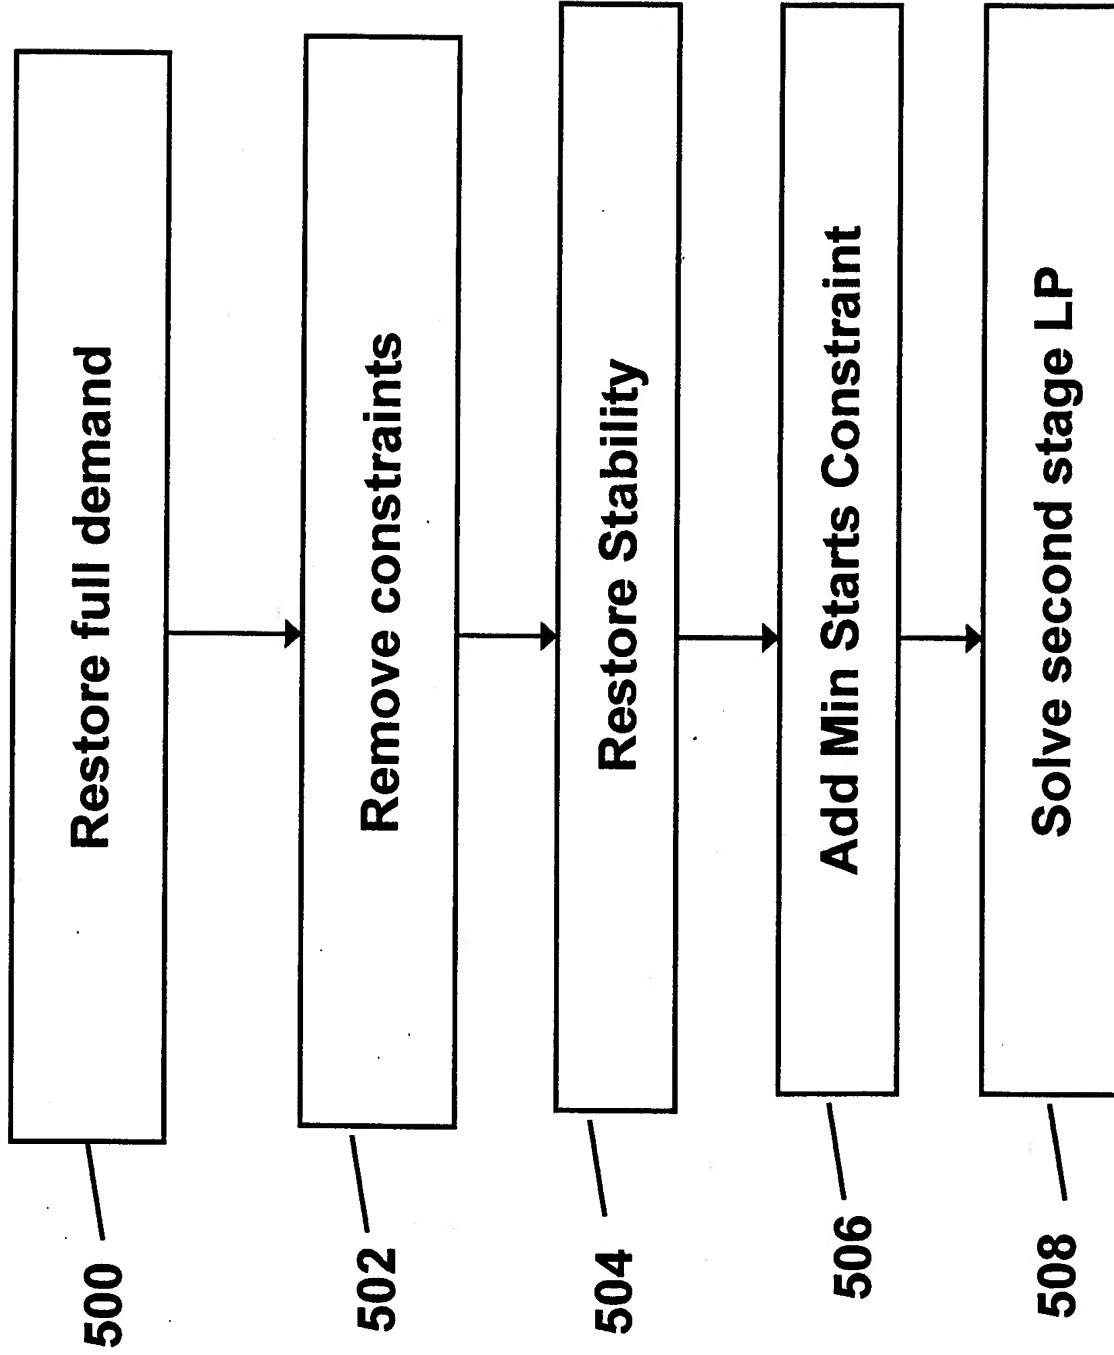 500
Restore full demand
502
Remove constraints
504
Restore Stability
506
Add Min Starts Constraint
508
Solve second stage LP